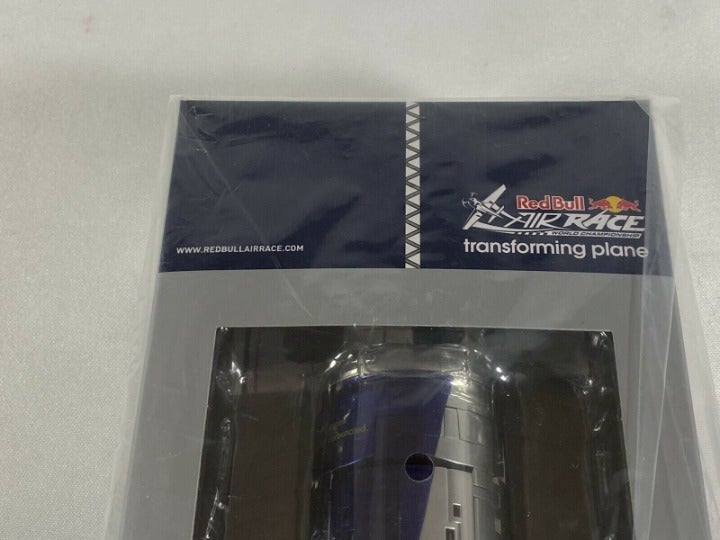 Red Bull
AIR RACE
WORLD CHAMPIONSHIP
transforming plane
WWW.REDBULLAIRRACE.COM